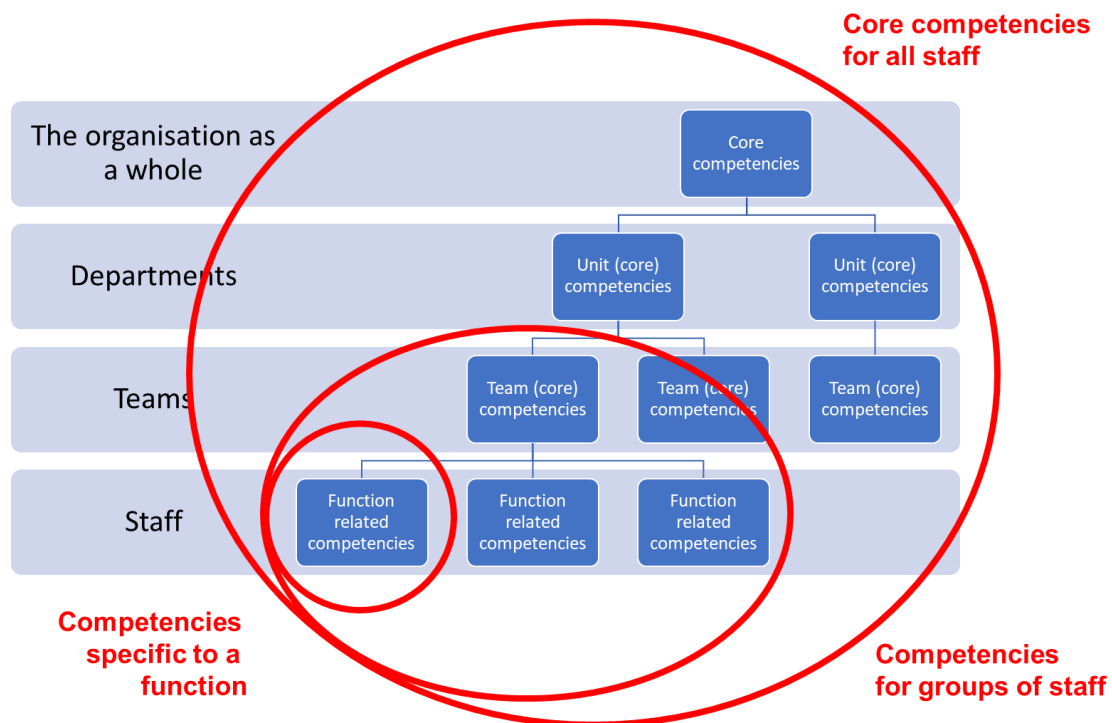 Core competencies
for all staff
The organisation as
a whole
Core
competencies
Departments
Unit (core)
competencies
Unit (core)
competencies
Teams
Team (core)
competencies
Team (core)
competencies
Team (core)
competencies
Staff
Function
related
competencies
Function
related
competencies
Function
related
competencies
Competencies
specific to a
function
Competencies
for groups of staff